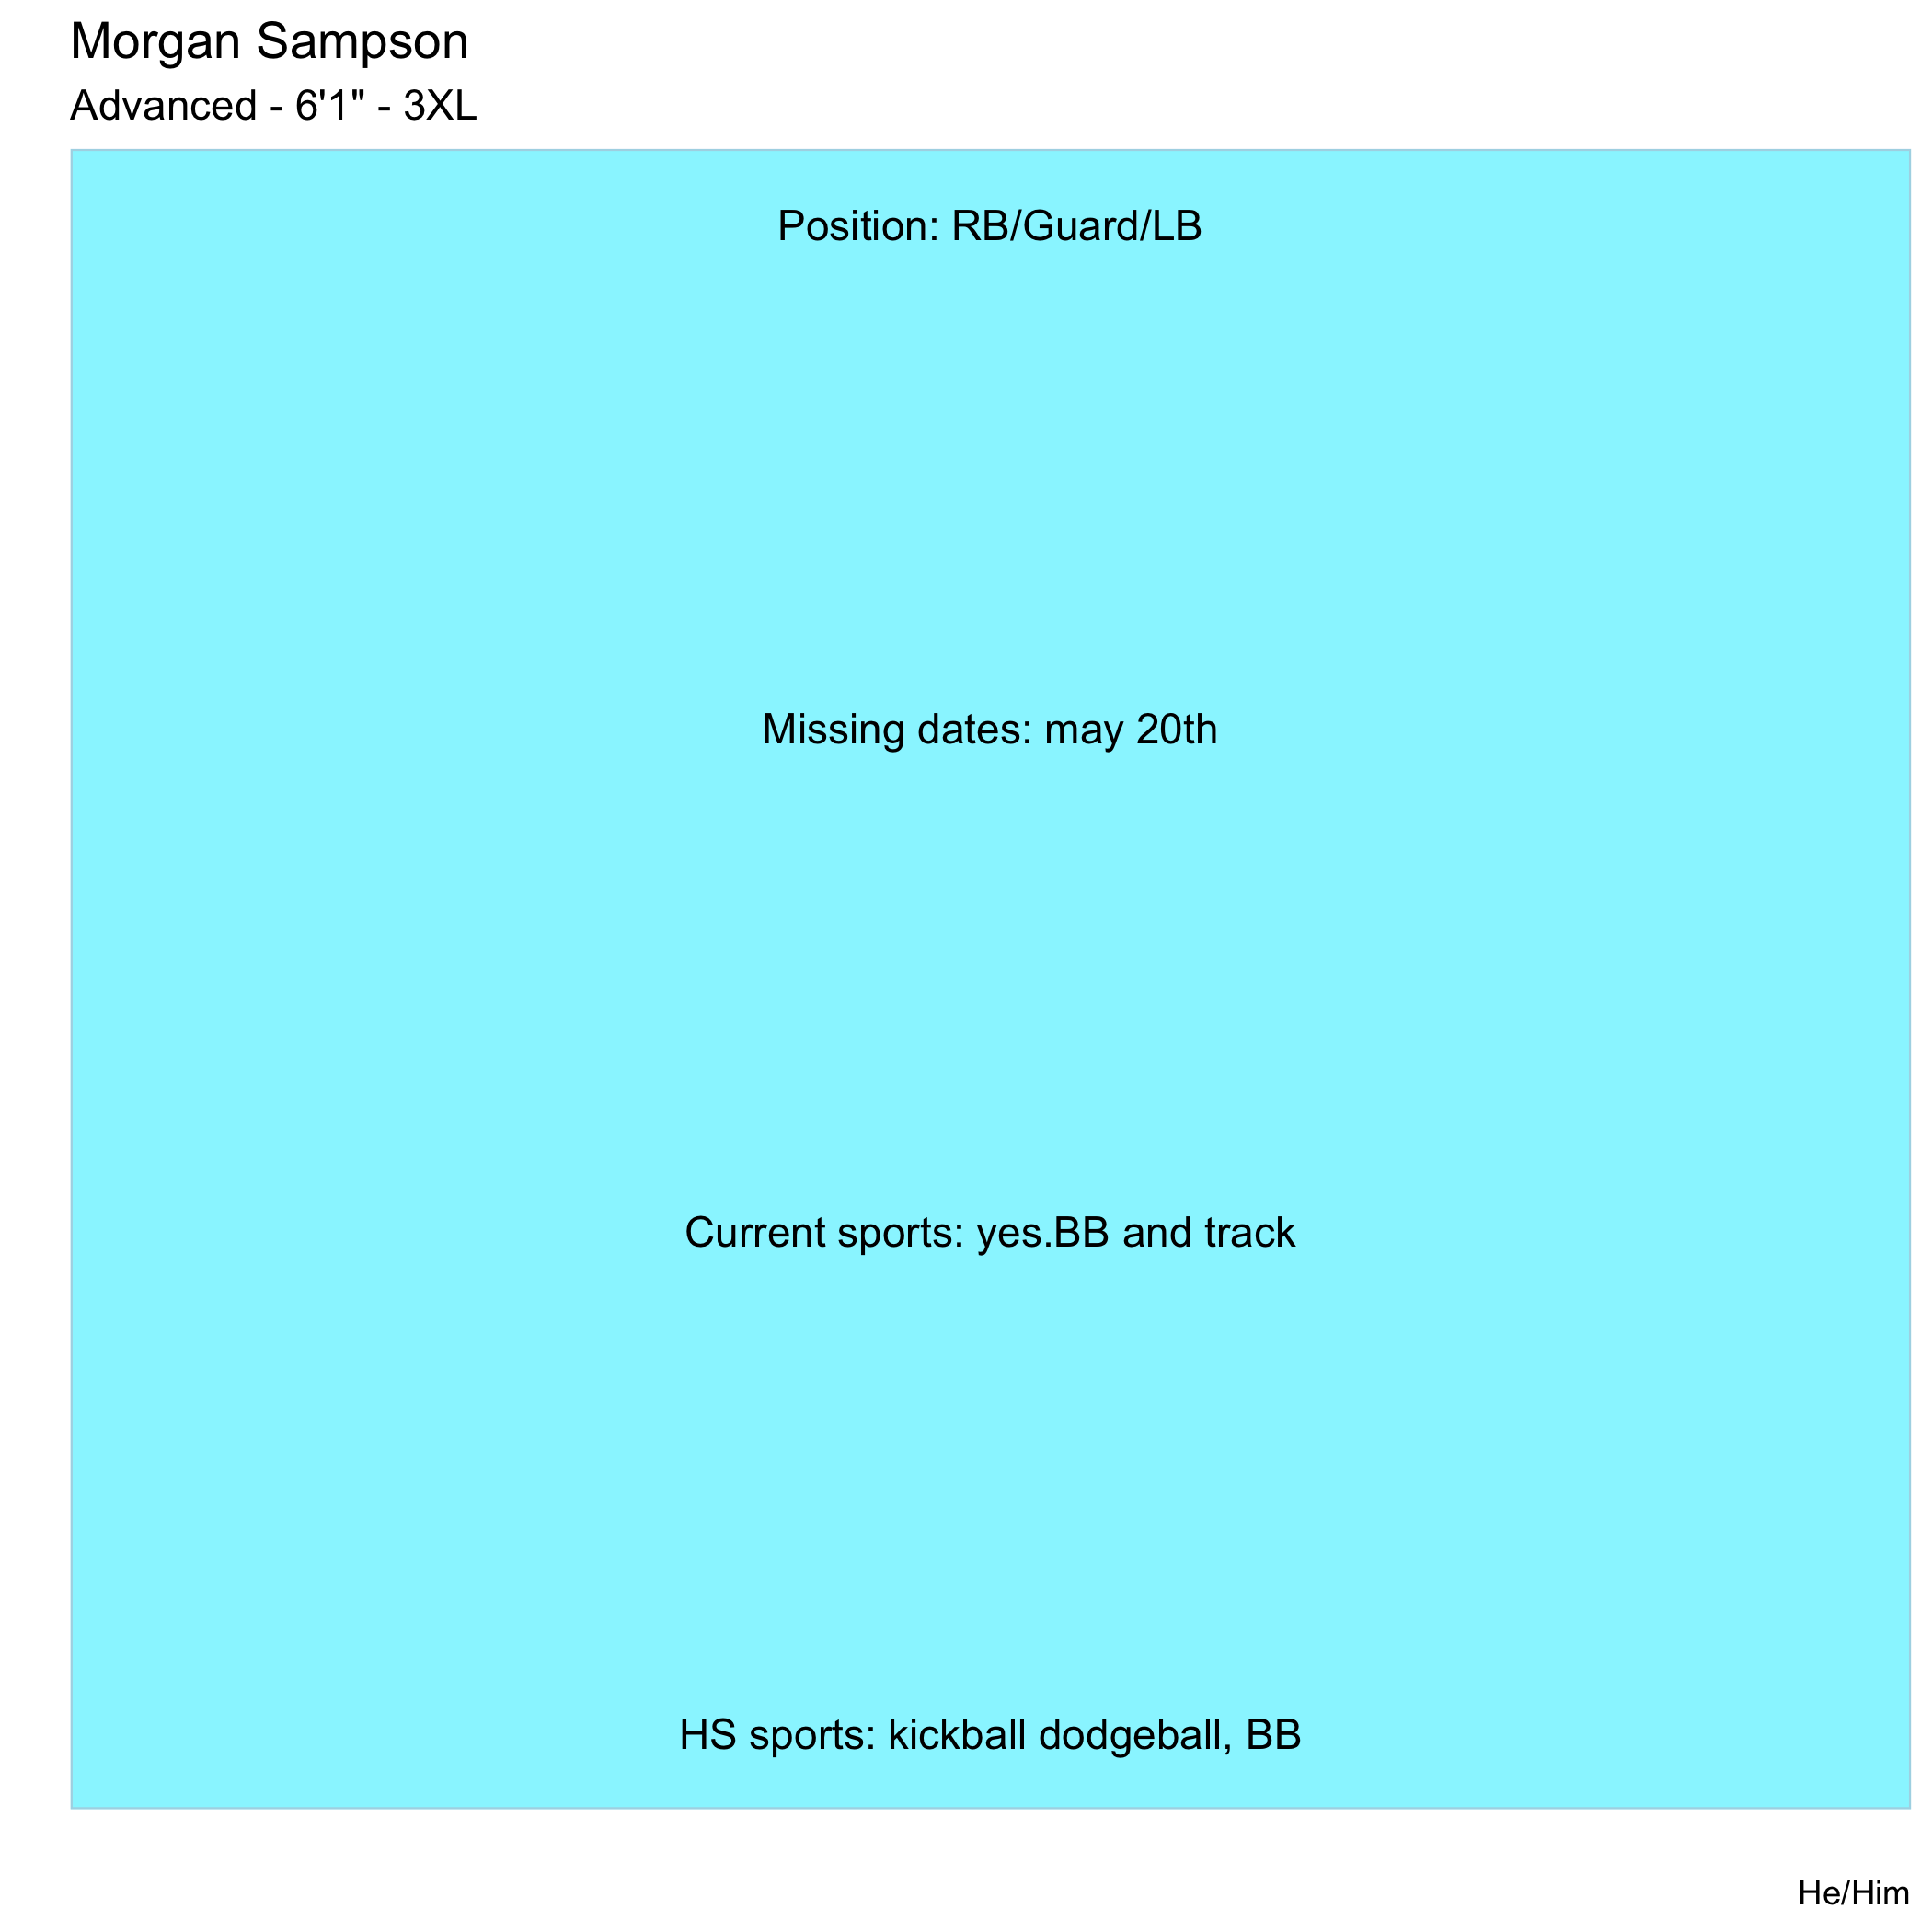 Morgan Sampson
Advanced - 6'1" - 3XL
Position: RB/Guard/LB
Missing dates: may 20th
Current sports: yes.BB and track
HS sports: kickball dodgeball, BB
He/Him